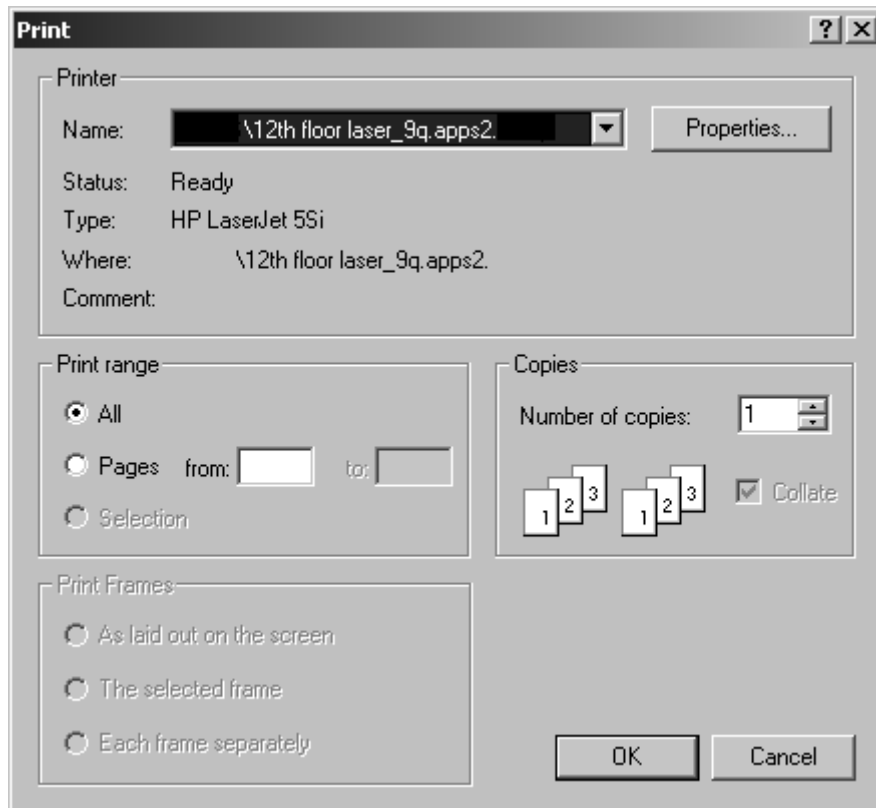 Print
Printer
Name: \12th floor laser_9q.apps2. Properties...
Status: Ready
Type: HP LaserJet 5Si
Where: \12th floor laser_9q.apps2.
Comment:
Print range
All
Pages from: to:
Selection
Copies
Number of copies: 1
1 2 3 1 2 3 Collate
Print Frames
As laid out on the screen
The selected frame
Each frame separately
OK Cancel